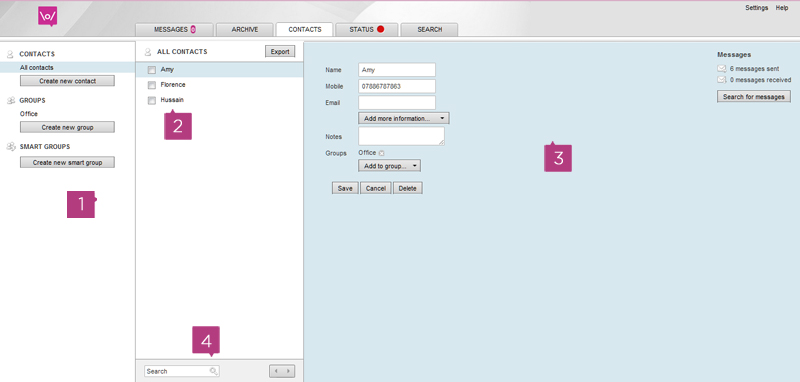 \o/
Settings Help
MESSAGES 0 ARCHIVE CONTACTS STATUS SEARCH
CONTACTS
All contacts
Create new contact
GROUPS
Office
Create new group
SMART GROUPS
Create new smart group
1
ALL CONTACTS Export
Amy
Florence
Hussain
2
4
Search
Name Amy
Mobile 07886787863
Email
Add more information...
Notes
Groups Office
Add to group...
Save Cancel Delete
3
Messages
6 messages sent
0 messages received
Search for messages